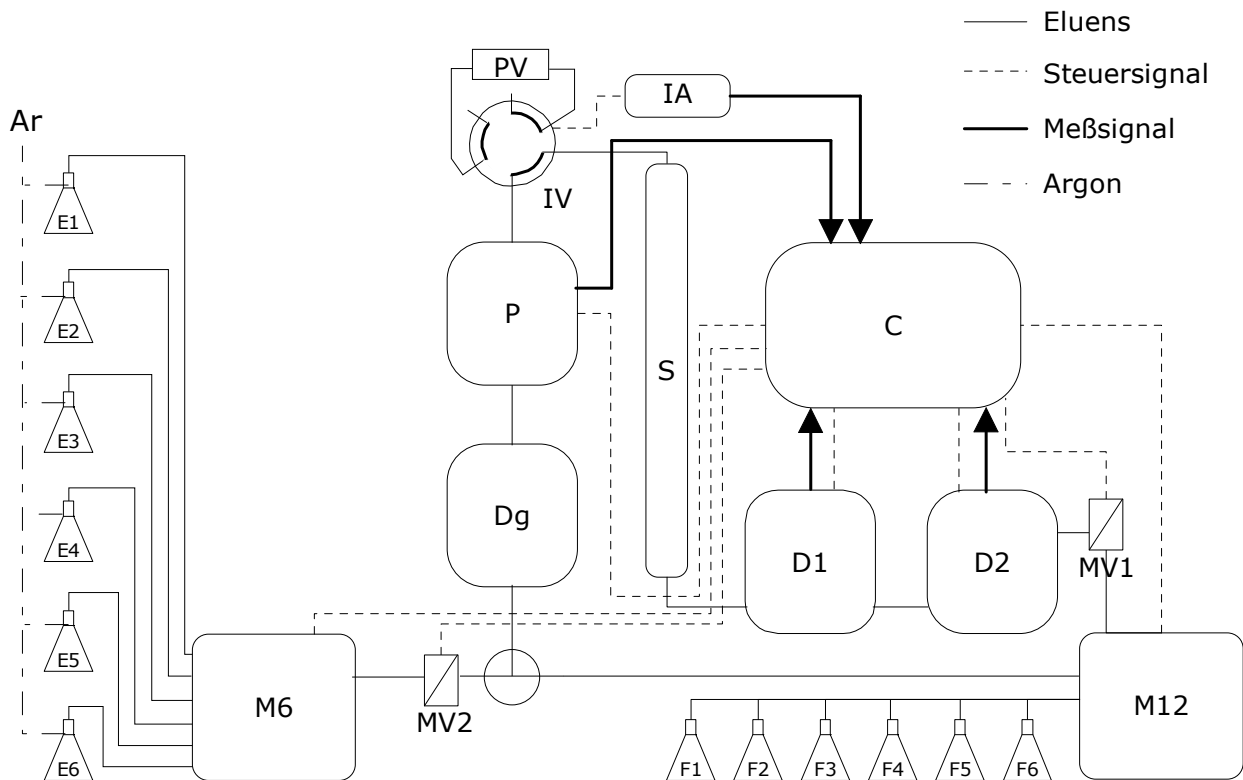 Eluens
Steuersignal
Meßsignal
Argon
PV
IA
Ar
IV
E1
E2
E3
E4
E5
E6
P
S
C
Dg
D1
D2
MV1
M6
MV2
M12
F1 F2 F3 F4 F5 F6